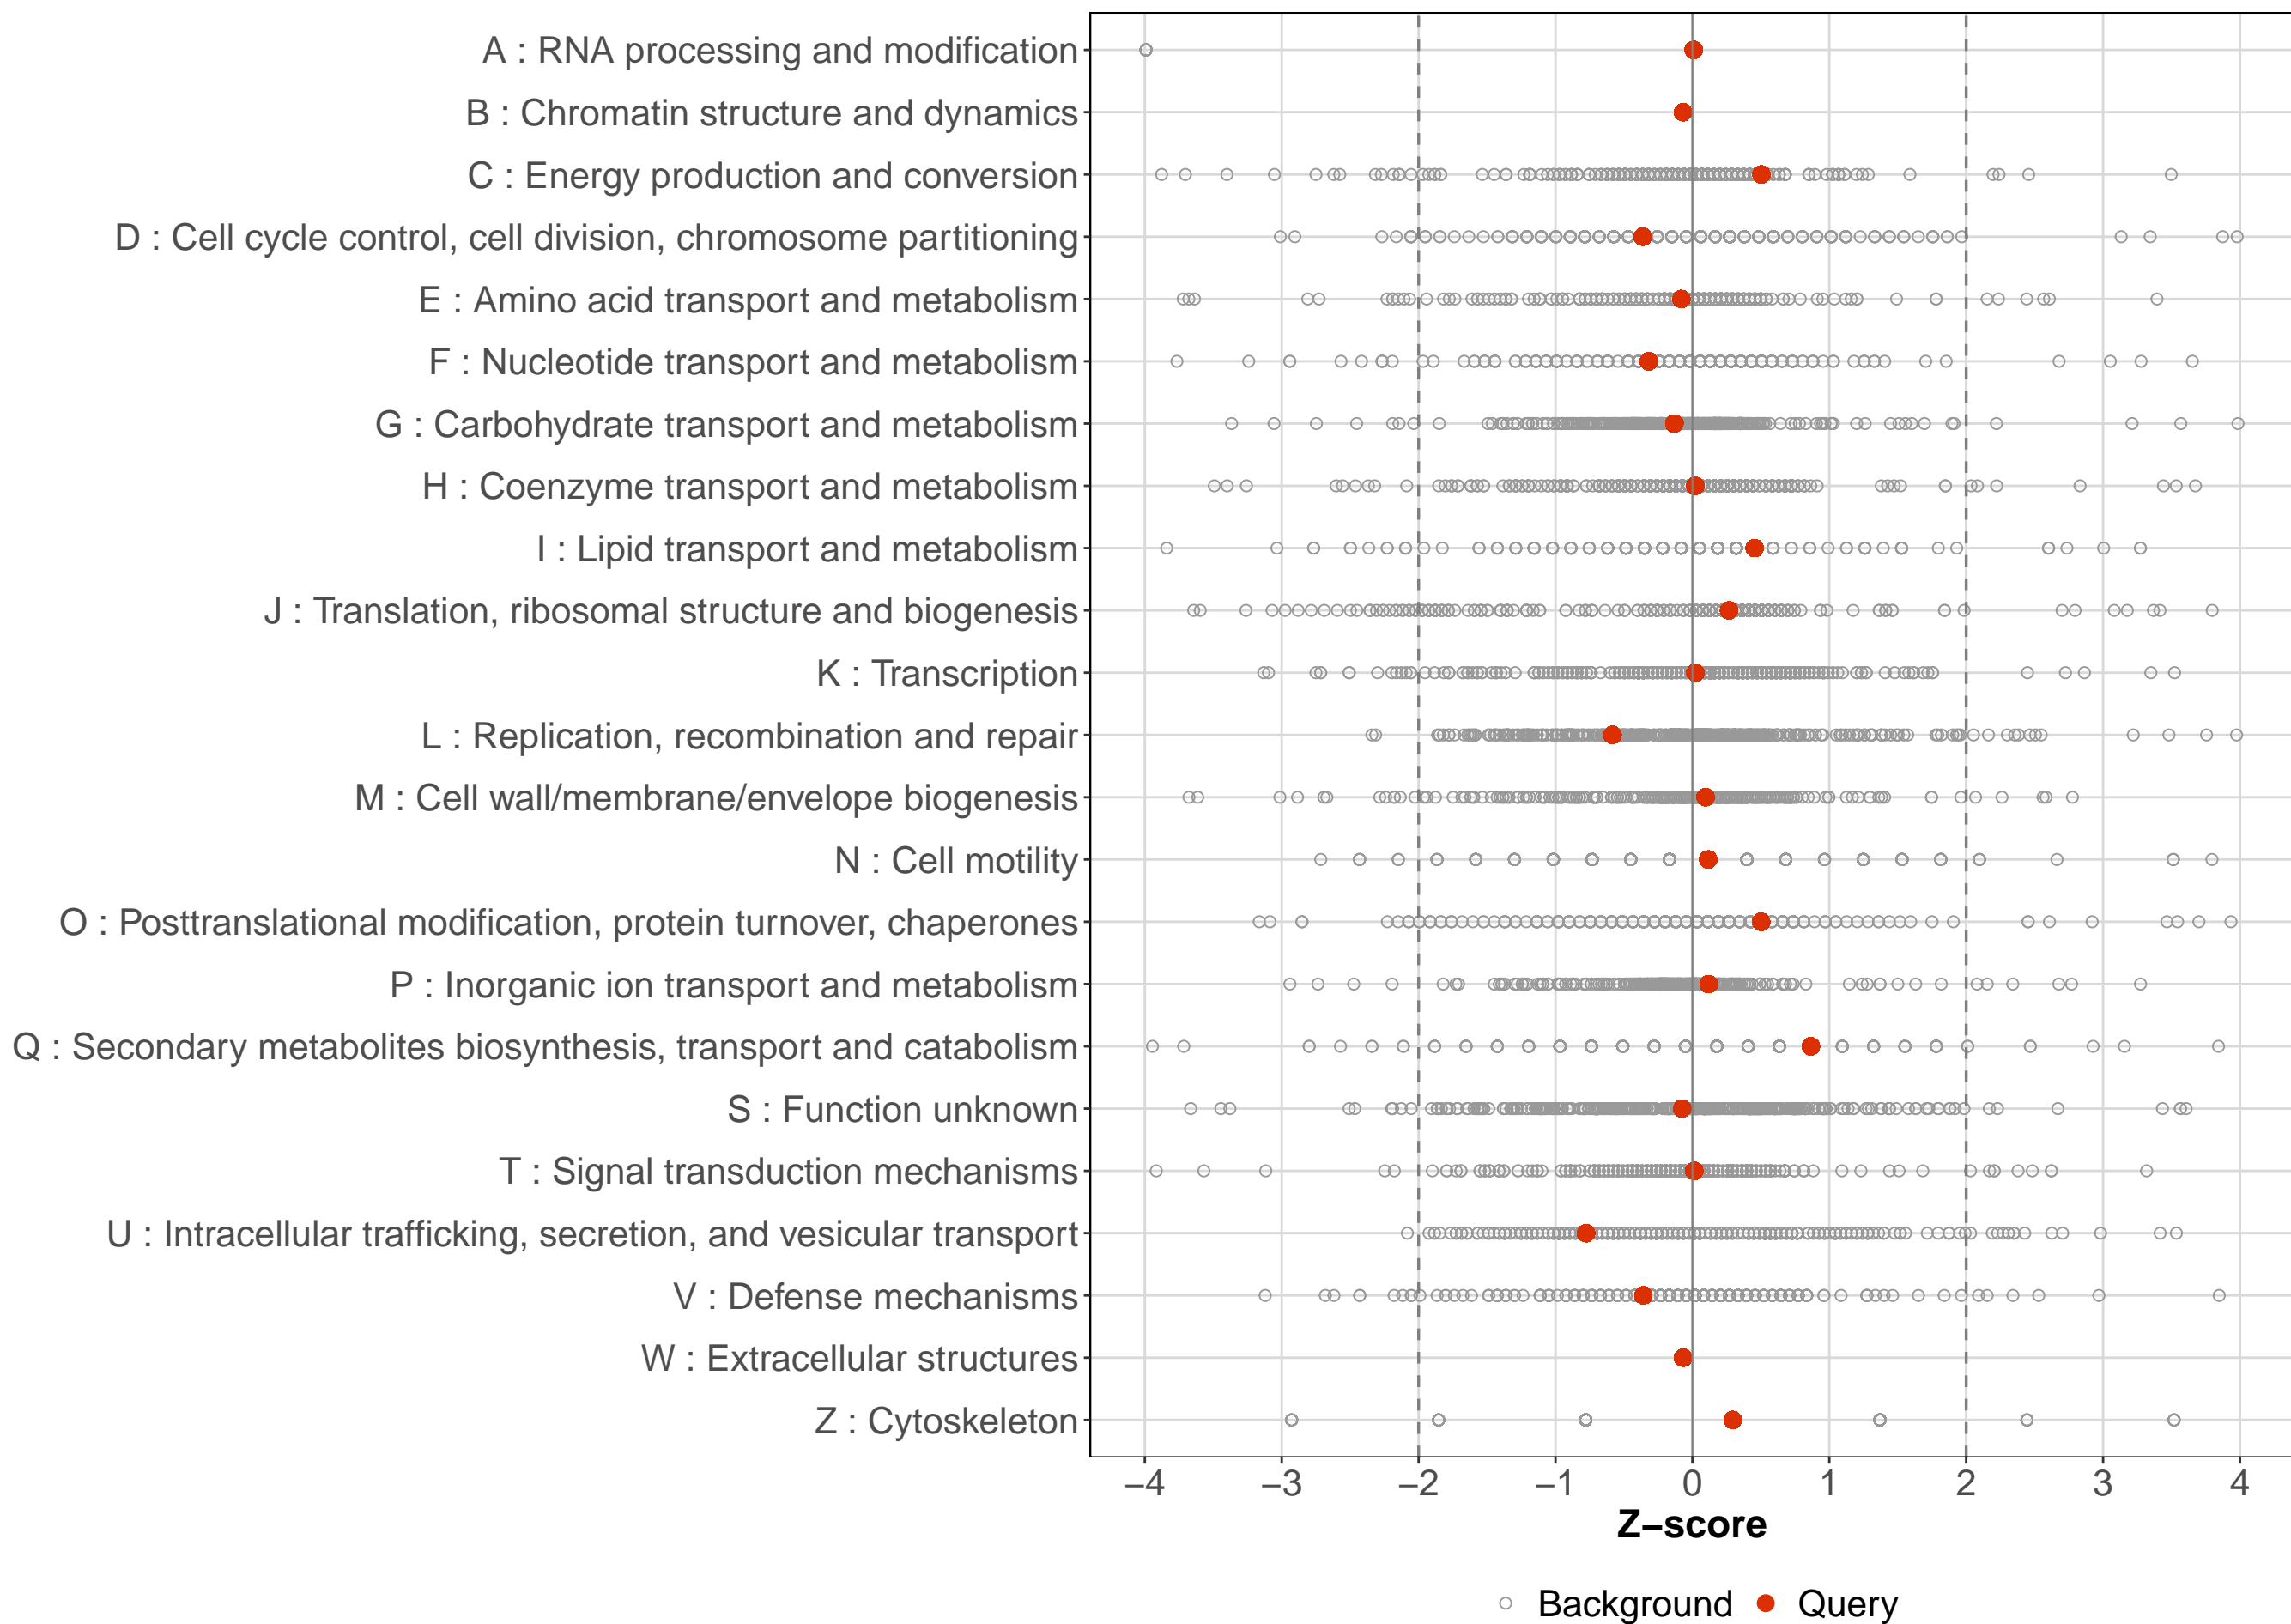 A : RNA processing and modification
B : Chromatin structure and dynamics
C : Energy production and conversion
D : Cell cycle control, cell division, chromosome partitioning
E : Amino acid transport and metabolism
F : Nucleotide transport and metabolism
G : Carbohydrate transport and metabolism
H : Coenzyme transport and metabolism
I : Lipid transport and metabolism
J : Translation, ribosomal structure and biogenesis
K : Transcription
L : Replication, recombination and repair
M : Cell wall/membrane/envelope biogenesis
N : Cell motility
O : Posttranslational modification, protein turnover, chaperones
P : Inorganic ion transport and metabolism
Q : Secondary metabolites biosynthesis, transport and catabolism
S : Function unknown
T : Signal transduction mechanisms
U : Intracellular trafficking, secretion, and vesicular transport
V : Defense mechanisms
W : Extracellular structures
Z : Cytoskeleton
−4 −3 −2 −1 0 1 2 3 4
Z−score
Background Query